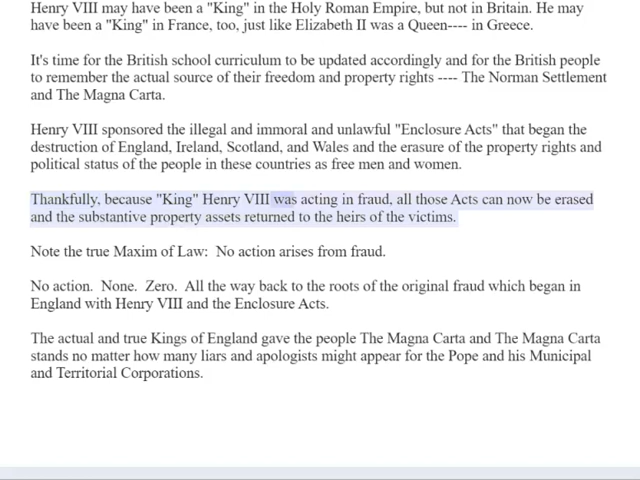 Henry VIII may have been a "King" in the Holy Roman Empire, but not in Britain. He may
have been a "King" in France, too, just like Elizabeth II was a Queen---- in Greece.
It's time for the British school curriculum to be updated accordingly and for the British people
to remember the actual source of their freedom and property rights ---- The Norman Settlement
and The Magna Carta.
Henry VIII sponsored the illegal and immoral and unlawful "Enclosure Acts" that began the
destruction of England, Ireland, Scotland, and Wales and the erasure of the property rights and
political status of the people in these countries as free men and women.
Thankfully, because "King" Henry VIII was acting in fraud, all those Acts can now be erased
and the substantive property assets returned to the heirs of the victims.
Note the true Maxim of Law:  No action arises from fraud.
No action.  None.  Zero.  All the way back to the roots of the original fraud which began in
England with Henry VIII and the Enclosure Acts.
The actual and true Kings of England gave the people The Magna Carta and The Magna Carta
stands no matter how many liars and apologists might appear for the Pope and his Municipal
and Territorial Corporations.